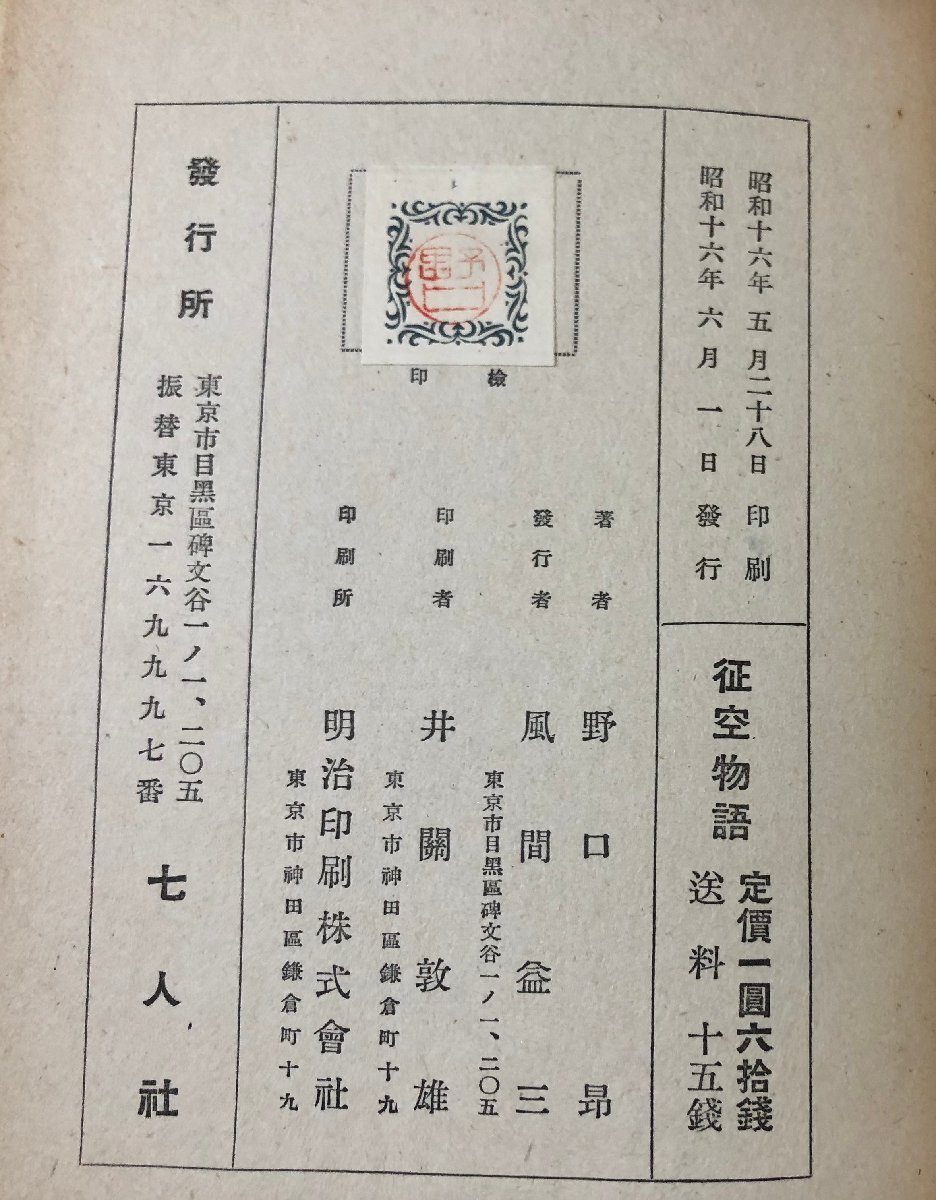 昭和十六年五月二十八日印刷
昭和十六年六月一日發行
征空物語
定價一圓六拾錢
送料十五錢
檢印
著者 野口昻
發行者 風間益三
東京市目黑區碑文谷一ノ一、二〇五
印刷者 井關敦雄
東京市神田區鎌倉町十九
印刷所 明治印刷株式會社
東京市神田區鎌倉町十九
發行所
東京市目黑區碑文谷一ノ一、二〇五
振替東京一六九九九七番
七人社